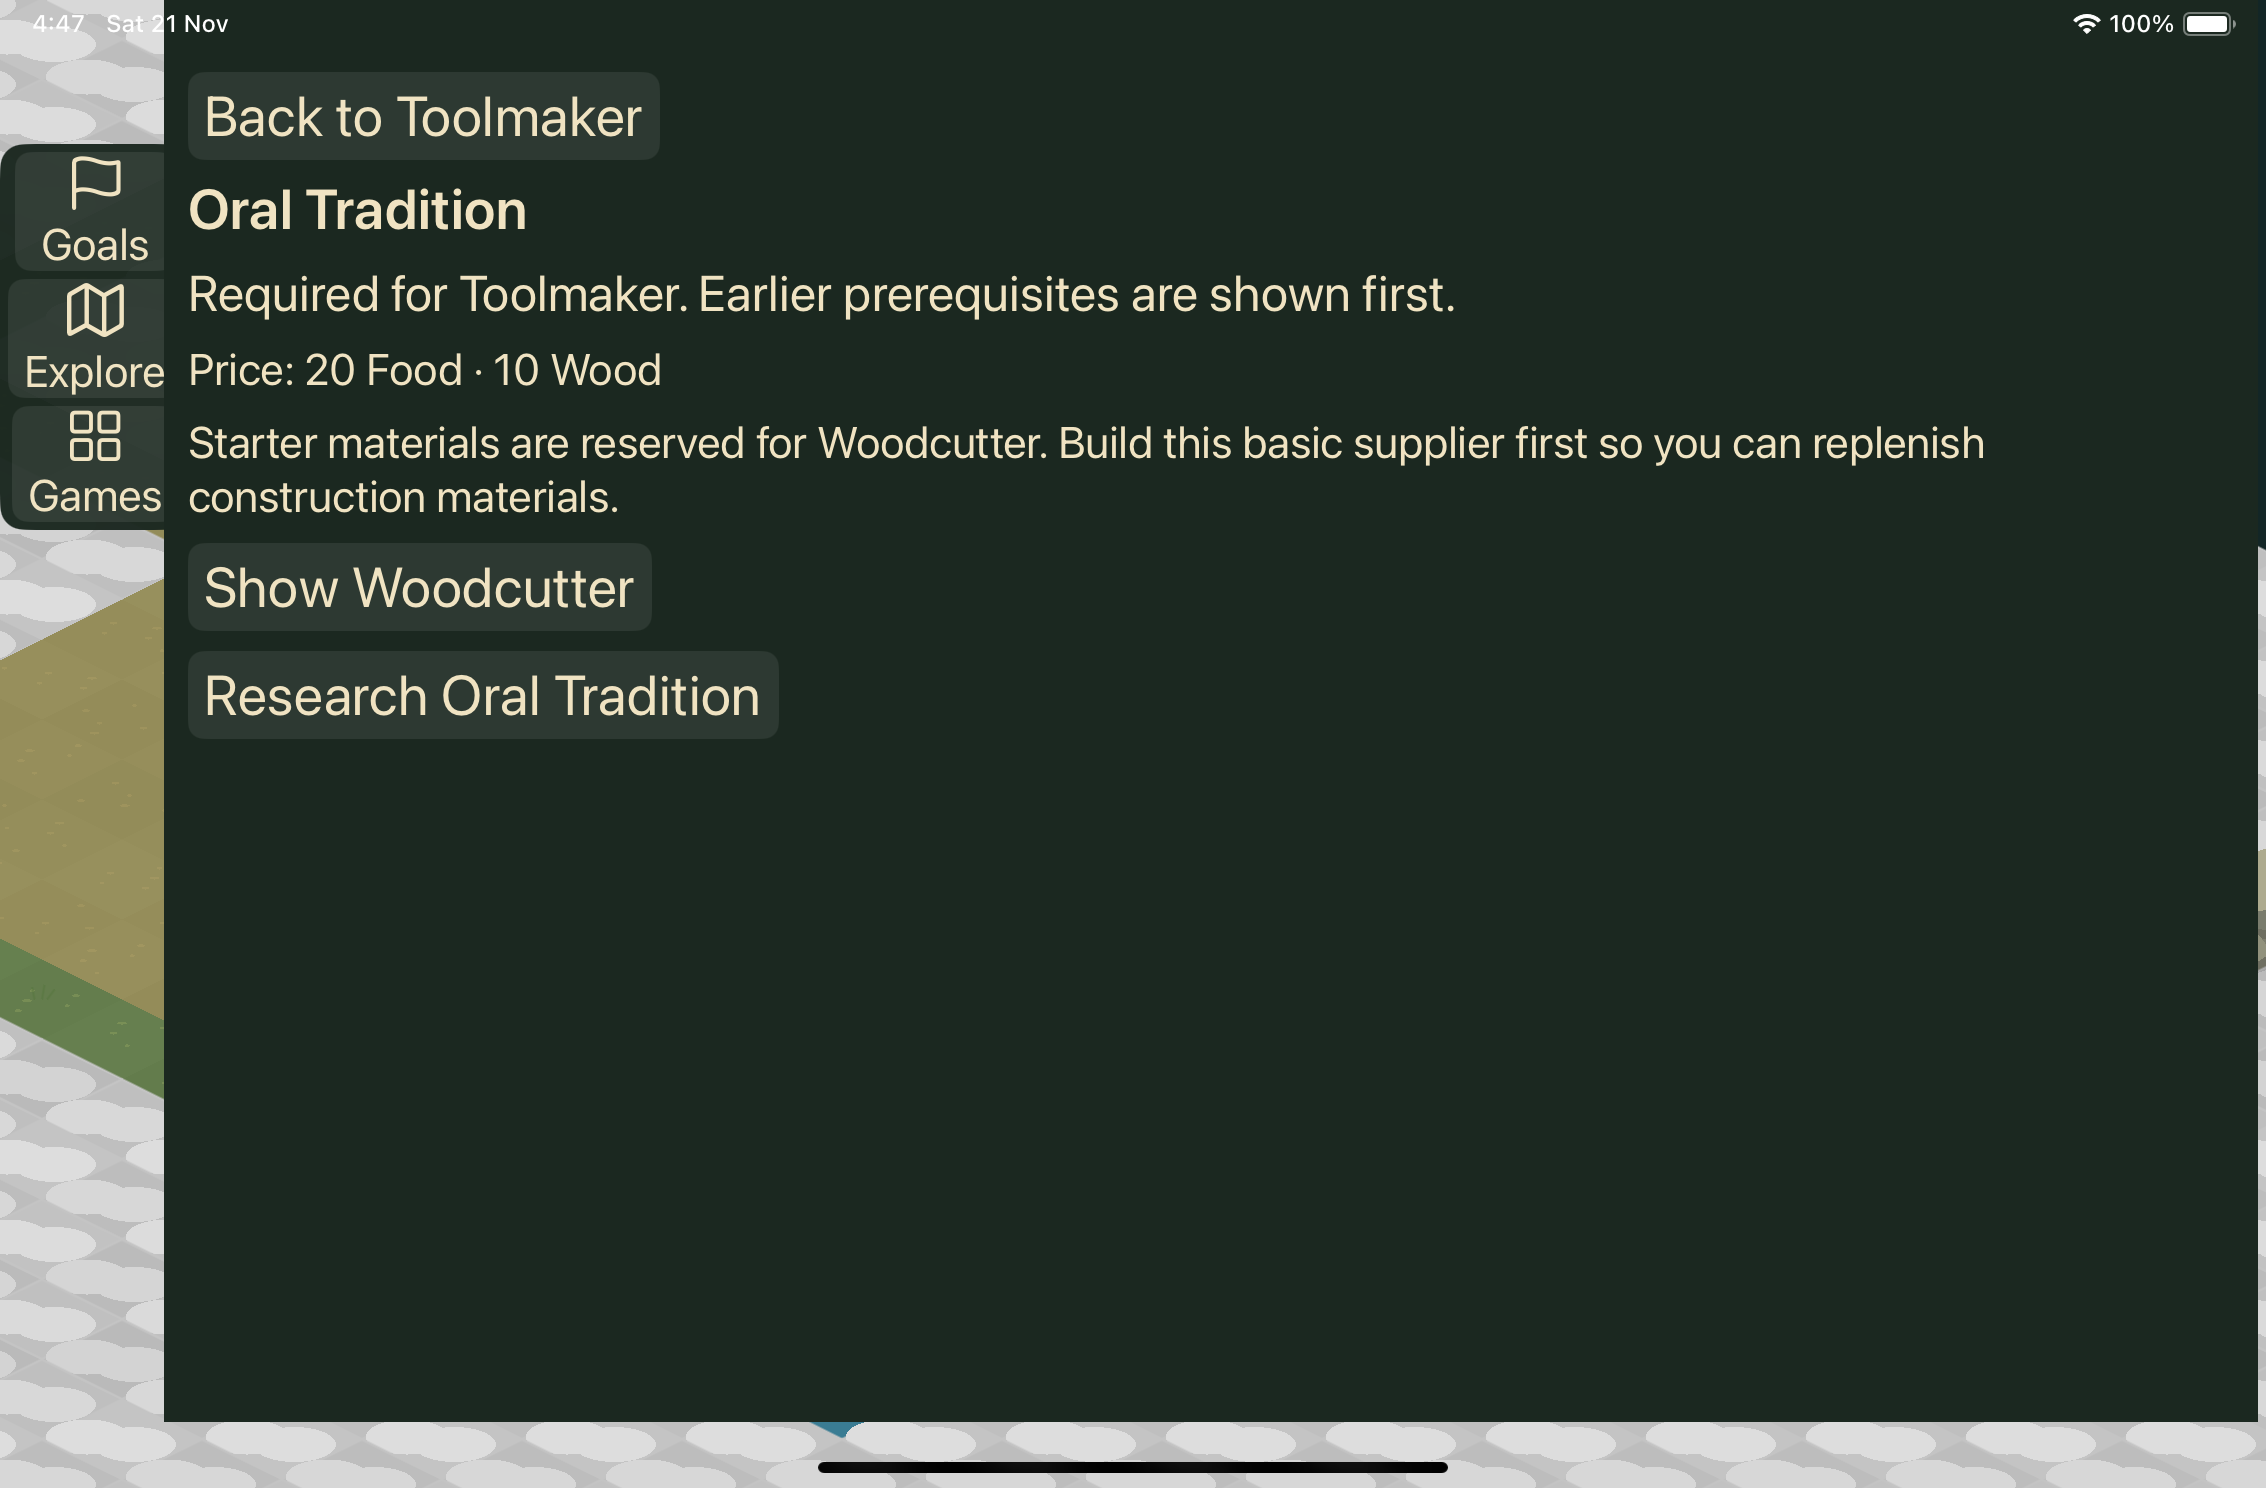 4:47 Sat 21 Nov 100%
Back to Toolmaker
Oral Tradition
Goals
Required for Toolmaker. Earlier prerequisites are shown first.
Explore
Price: 20 Food · 10 Wood
Starter materials are reserved for Woodcutter. Build this basic supplier first so you can replenish
construction materials.
Games
Show Woodcutter
Research Oral Tradition